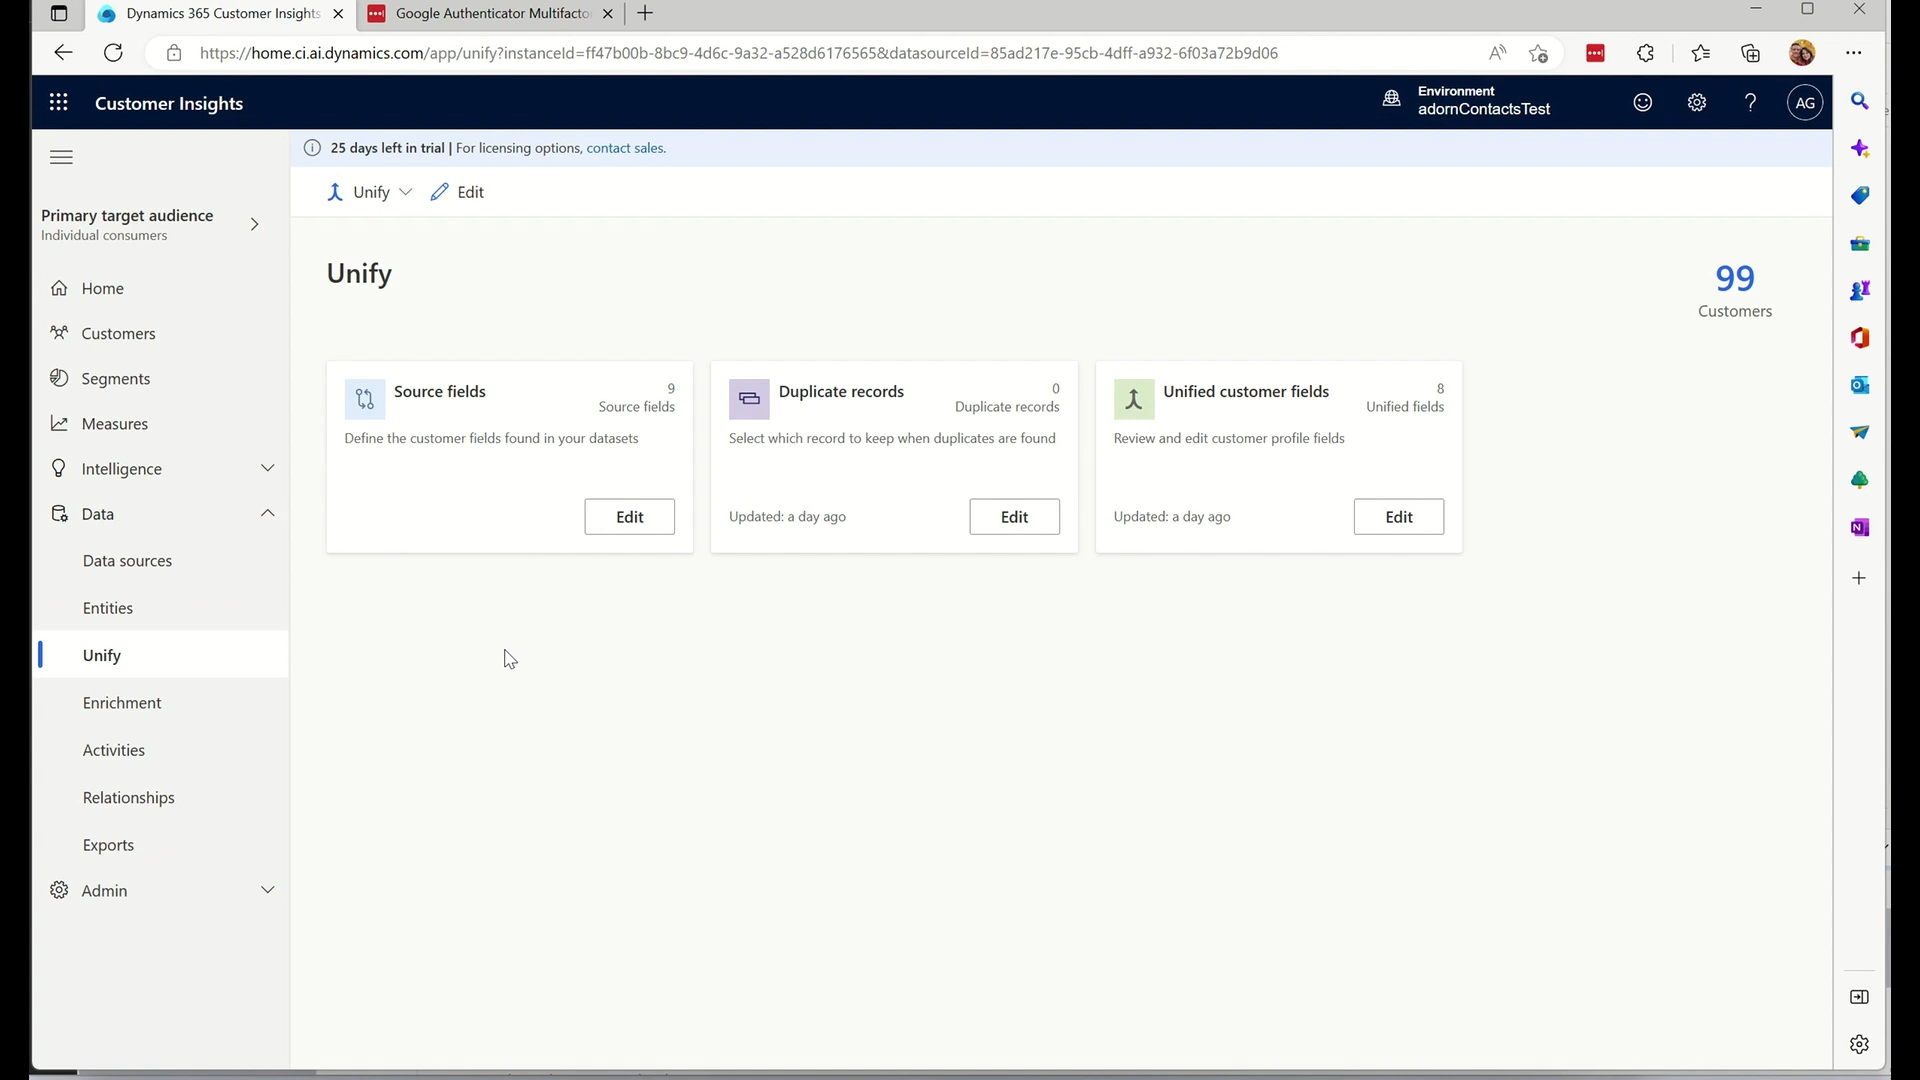 Dynamics 365 Customer Insights
Google Authenticator Multifacto
https://home.ci.ai.dynamics.com/app/unify?instanceId=ff47b00b-8bc9-4d6c-9a32-a528d6176565&datasourceId=85ad217e-95cb-4dff-a932-6f03a72b9d06
Customer Insights
Environment
adornContactsTest
AG
25 days left in trial | For licensing options, contact sales.
Unify
Edit
Primary target audience
Individual consumers
Home
Customers
Segments
Measures
Intelligence
Data
Data sources
Entities
Unify
Enrichment
Activities
Relationships
Exports
Admin
Unify
99
Customers
Source fields
9
Source fields
Define the customer fields found in your datasets
Edit
Duplicate records
0
Duplicate records
Select which record to keep when duplicates are found
Updated: a day ago
Edit
Unified customer fields
8
Unified fields
Review and edit customer profile fields
Updated: a day ago
Edit